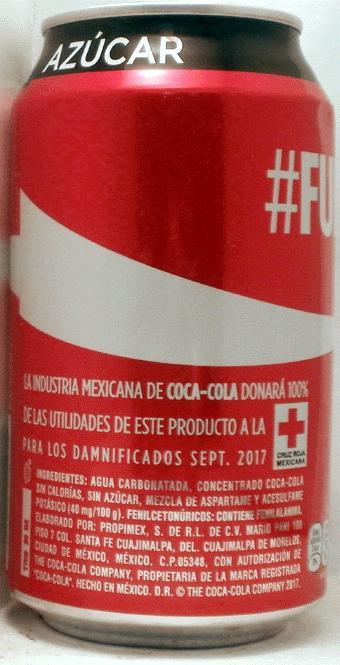 AZÚCAR
#FU
LA INDUSTRIA MEXICANA DE COCA-COLA DONARÁ 100%
DE LAS UTILIDADES DE ESTE PRODUCTO A LA
CRUZ ROJA
MEXICANA
PARA LOS DAMNIFICADOS SEPT. 2017
INGREDIENTES: AGUA CARBONATADA, CONCENTRADO COCA-COLA
SIN CALORÍAS, SIN AZÚCAR, MEZCLA DE ASPARTAME Y ACESULFAME
POTÁSICO (40 mg/100 g). FENILCETONÚRICOS: CONTIENE FENILALANINA.
ELABORADO POR: PROPIMEX, S. DE R.L. DE C.V. MARIO PANI 100
PISO 7 COL. SANTA FE CUAJIMALPA, DEL. CUAJIMALPA DE MORELOS,
CIUDAD DE MÉXICO, MÉXICO. C.P.05348, CON AUTORIZACIÓN DE
THE COCA-COLA COMPANY, PROPIETARIA DE LA MARCA REGISTRADA
"COCA-COLA". HECHO EN MÉXICO. D.R. © THE COCA-COLA COMPANY 2017.